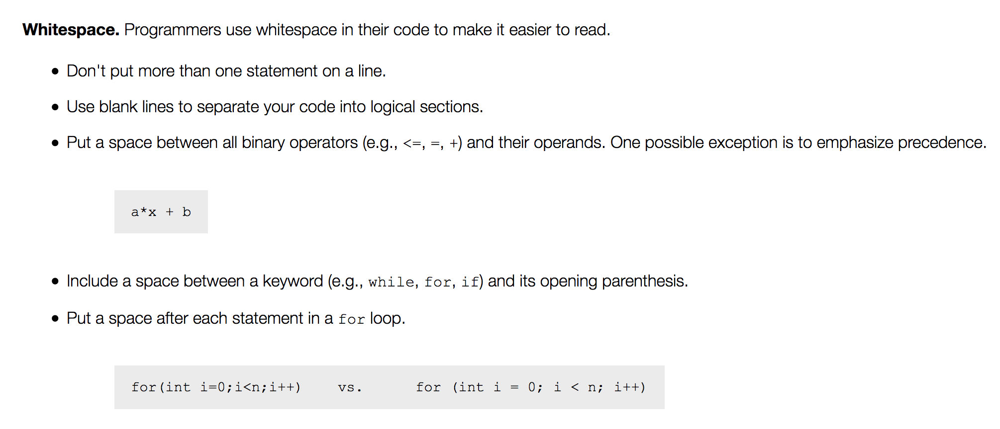 Whitespace. Programmers use whitespace in their code to make it easier to read.
• Don't put more than one statement on a line.
• Use blank lines to separate your code into logical sections.
• Put a space between all binary operators (e.g., <=, =, +) and their operands. One possible exception is to emphasize precedence.
a*x + b
• Include a space between a keyword (e.g., while, for, if) and its opening parenthesis.
• Put a space after each statement in a for loop.
for(int i=0;i<n;i++) vs. for (int i = 0; i < n; i++)